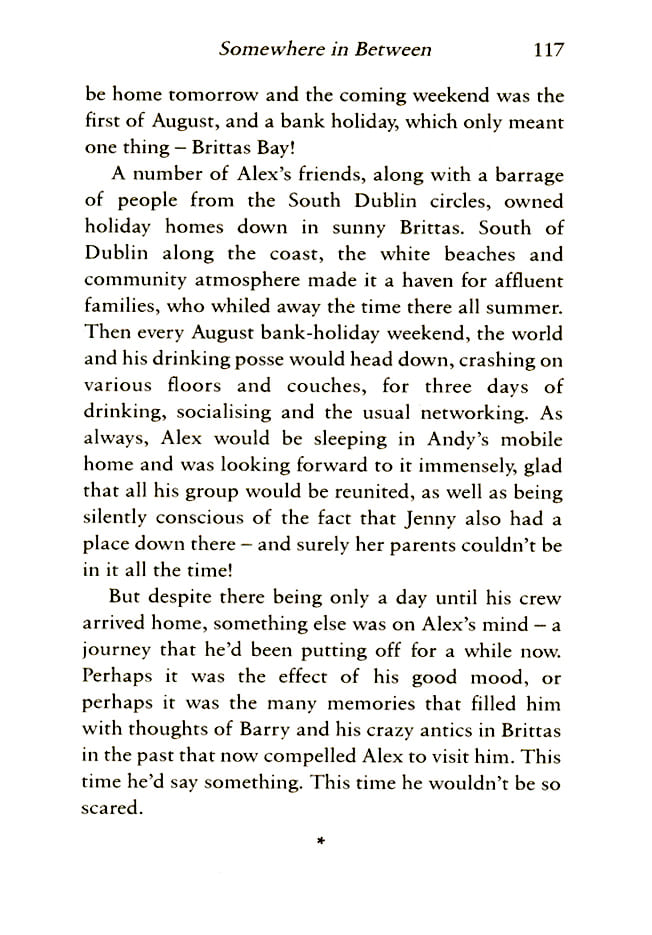 Somewhere in Between 117
be home tomorrow and the coming weekend was the
first of August, and a bank holiday, which only meant
one thing – Brittas Bay!
A number of Alex's friends, along with a barrage
of people from the South Dublin circles, owned
holiday homes down in sunny Brittas. South of
Dublin along the coast, the white beaches and
community atmosphere made it a haven for affluent
families, who whiled away the time there all summer.
Then every August bank-holiday weekend, the world
and his drinking posse would head down, crashing on
various floors and couches, for three days of
drinking, socialising and the usual networking. As
always, Alex would be sleeping in Andy's mobile
home and was looking forward to it immensely, glad
that all his group would be reunited, as well as being
silently conscious of the fact that Jenny also had a
place down there – and surely her parents couldn't be
in it all the time!
But despite there being only a day until his crew
arrived home, something else was on Alex's mind – a
journey that he'd been putting off for a while now.
Perhaps it was the effect of his good mood, or
perhaps it was the many memories that filled him
with thoughts of Barry and his crazy antics in Brittas
in the past that now compelled Alex to visit him. This
time he'd say something. This time he wouldn't be so
scared.
*